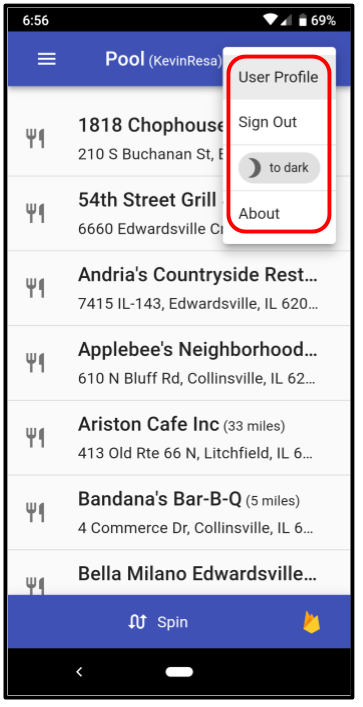 6:56
69%
Pool (KevinResa)
User Profile
Sign Out
to dark
About
1818 Chophouse
210 S Buchanan St,
54th Street Grill
6660 Edwardsville
Andria's Countryside Rest...
7415 IL-143, Edwardsville, IL 620...
Applebee's Neighborhood...
610 N Bluff Rd, Collinsville, IL 62...
Ariston Cafe Inc (33 miles)
413 Old Rte 66 N, Litchfield, IL 6...
Bandana's Bar-B-Q (5 miles)
4 Commerce Dr, Collinsville, IL 6...
Bella Milano Edwardsville...
Spin